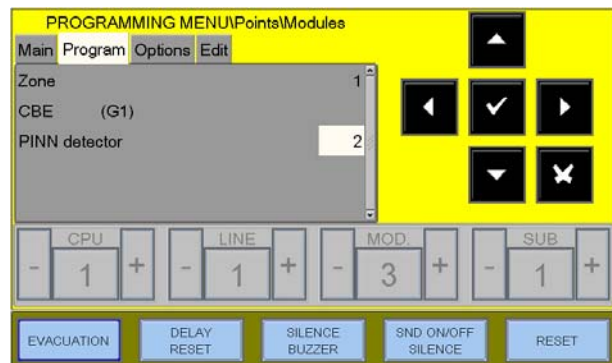 PROGRAMMING MENU\Points\Modules
Main Program Options Edit
Zone 1
CBE (G1)
PINN detector 2
CPU LINE MOD. SUB
- 1 + - 1 + - 3 + - 1 +
EVACUATION DELAY RESET SILENCE BUZZER SND ON/OFF SILENCE RESET